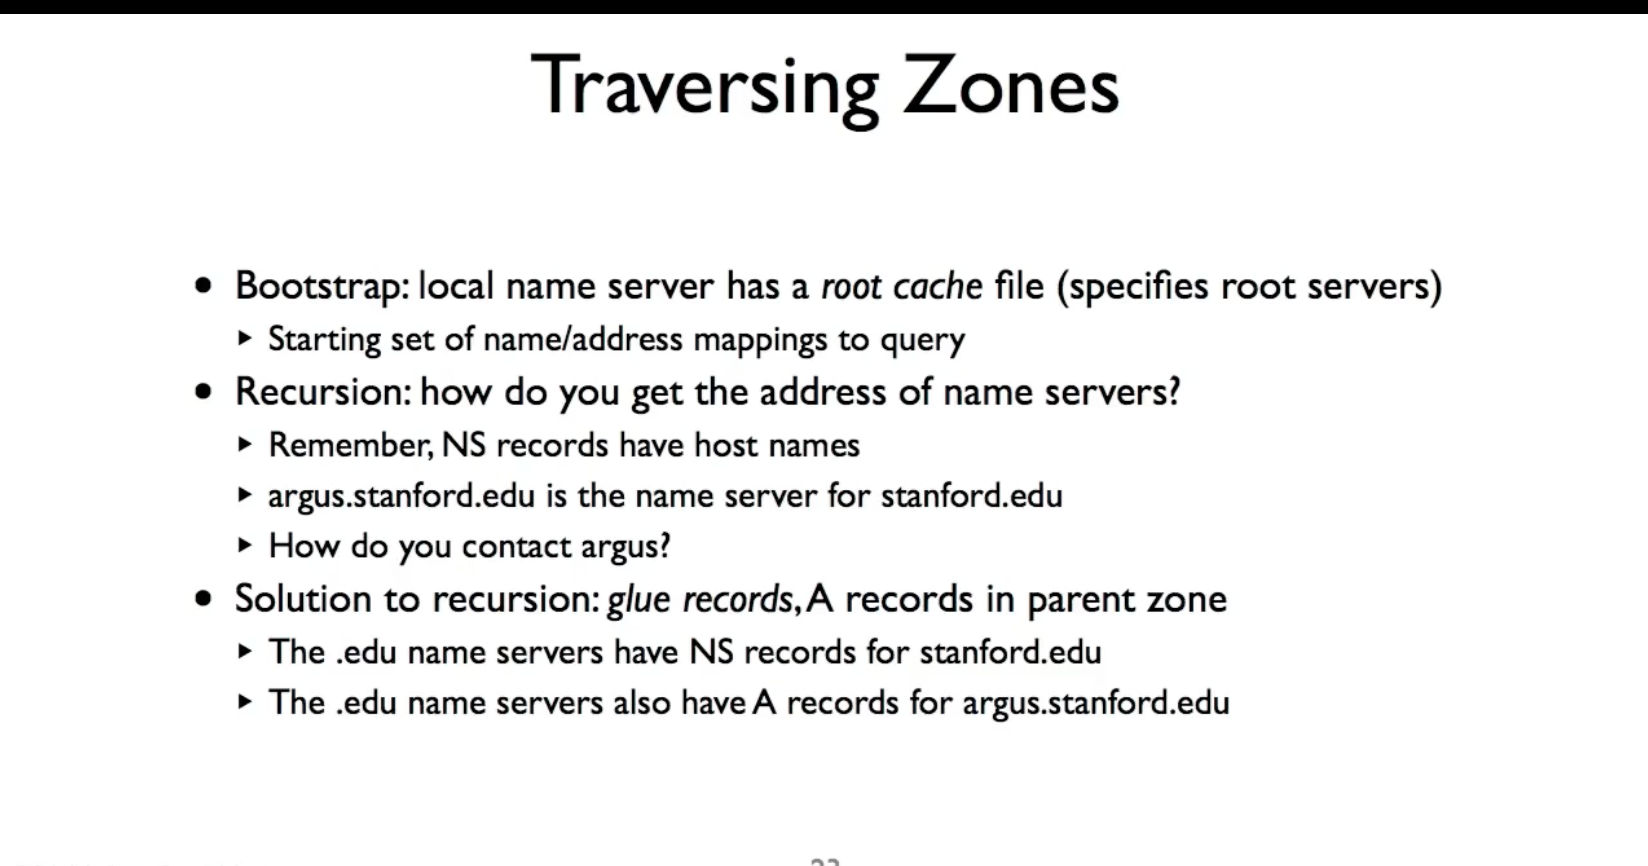 Traversing Zones
• Bootstrap: local name server has a root cache file (specifies root servers)
‣ Starting set of name/address mappings to query
• Recursion: how do you get the address of name servers?
‣ Remember, NS records have host names
‣ argus.stanford.edu is the name server for stanford.edu
‣ How do you contact argus?
• Solution to recursion: glue records, A records in parent zone
‣ The .edu name servers have NS records for stanford.edu
‣ The .edu name servers also have A records for argus.stanford.edu